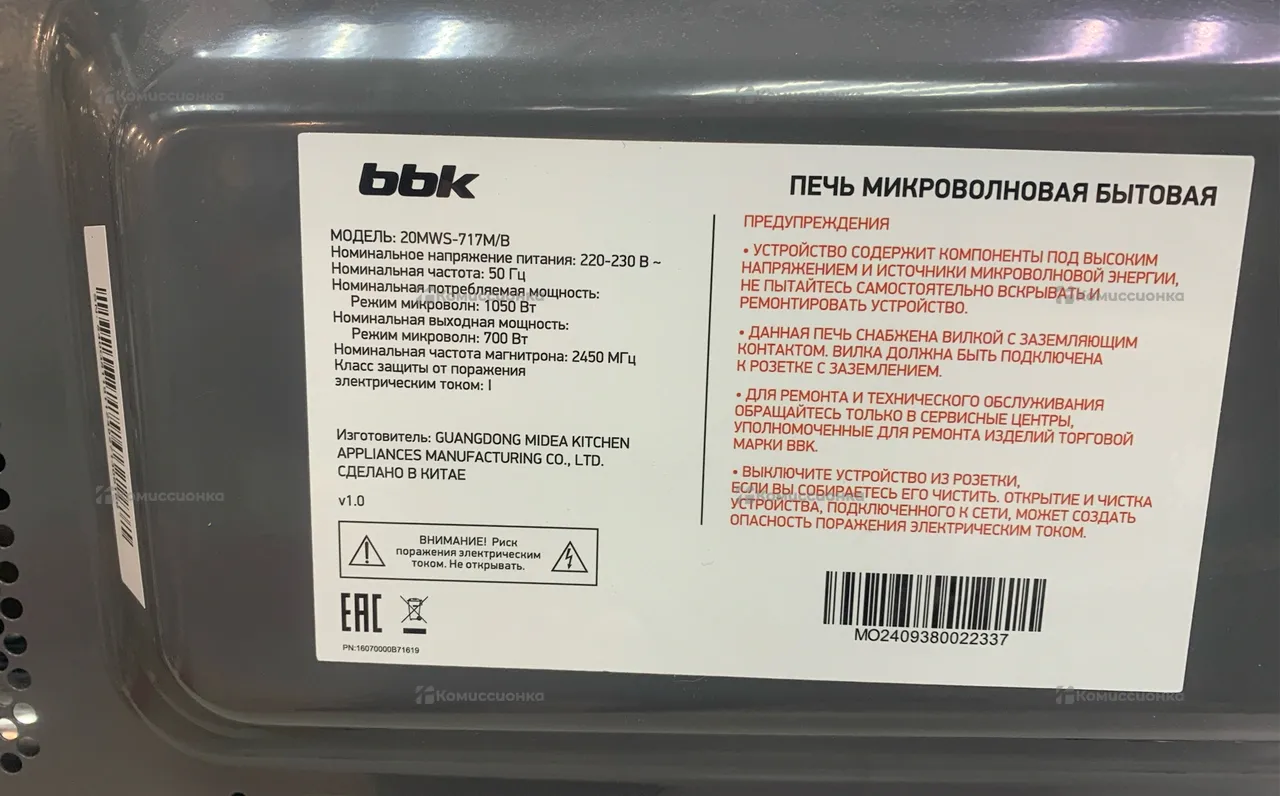 bbk
ПЕЧЬ МИКРОВОЛНОВАЯ БЫТОВАЯ
МОДЕЛЬ: 20MWS-717M/B
Номинальное напряжение питания: 220-230 В ~
Номинальная частота: 50 Гц
Номинальная потребляемая мощность:
Режим микроволн: 1050 Вт
Номинальная выходная мощность:
Режим микроволн: 700 Вт
Номинальная частота магнитрона: 2450 МГц
Класс защиты от поражения
электрическим током: I
Изготовитель: GUANGDONG MIDEA KITCHEN
APPLIANCES MANUFACTURING CO., LTD.
СДЕЛАНО В КИТАЕ
v1.0
ВНИМАНИЕ! Риск
поражения электрическим
током. Не открывать.
EAC
PN:16070000B71619
ПРЕДУПРЕЖДЕНИЯ
• УСТРОЙСТВО СОДЕРЖИТ КОМПОНЕНТЫ ПОД ВЫСОКИМ
НАПРЯЖЕНИЕМ И ИСТОЧНИКИ МИКРОВОЛНОВОЙ ЭНЕРГИИ,
НЕ ПЫТАЙТЕСЬ САМОСТОЯТЕЛЬНО ВСКРЫВАТЬ И
РЕМОНТИРОВАТЬ УСТРОЙСТВО.
• ДАННАЯ ПЕЧЬ СНАБЖЕНА ВИЛКОЙ С ЗАЗЕМЛЯЮЩИМ
КОНТАКТОМ. ВИЛКА ДОЛЖНА БЫТЬ ПОДКЛЮЧЕНА
К РОЗЕТКЕ С ЗАЗЕМЛЕНИЕМ.
• ДЛЯ РЕМОНТА И ТЕХНИЧЕСКОГО ОБСЛУЖИВАНИЯ
ОБРАЩАЙТЕСЬ ТОЛЬКО В СЕРВИСНЫЕ ЦЕНТРЫ,
УПОЛНОМОЧЕННЫЕ ДЛЯ РЕМОНТА ИЗДЕЛИЙ ТОРГОВОЙ
МАРКИ BBK.
• ВЫКЛЮЧИТЕ УСТРОЙСТВО ИЗ РОЗЕТКИ,
ЕСЛИ ВЫ СОБИРАЕТЕСЬ ЕГО ЧИСТИТЬ. ОТКРЫТИЕ И ЧИСТКА
УСТРОЙСТВА, ПОДКЛЮЧЕННОГО К СЕТИ, МОЖЕТ СОЗДАТЬ
ОПАСНОСТЬ ПОРАЖЕНИЯ ЭЛЕКТРИЧЕСКИМ ТОКОМ.
MO2409380022337
Комиссионка
Комиссионка
Комиссионка
Комиссионка
Комиссионка
Комиссионка
Комиссионка
Комиссионка